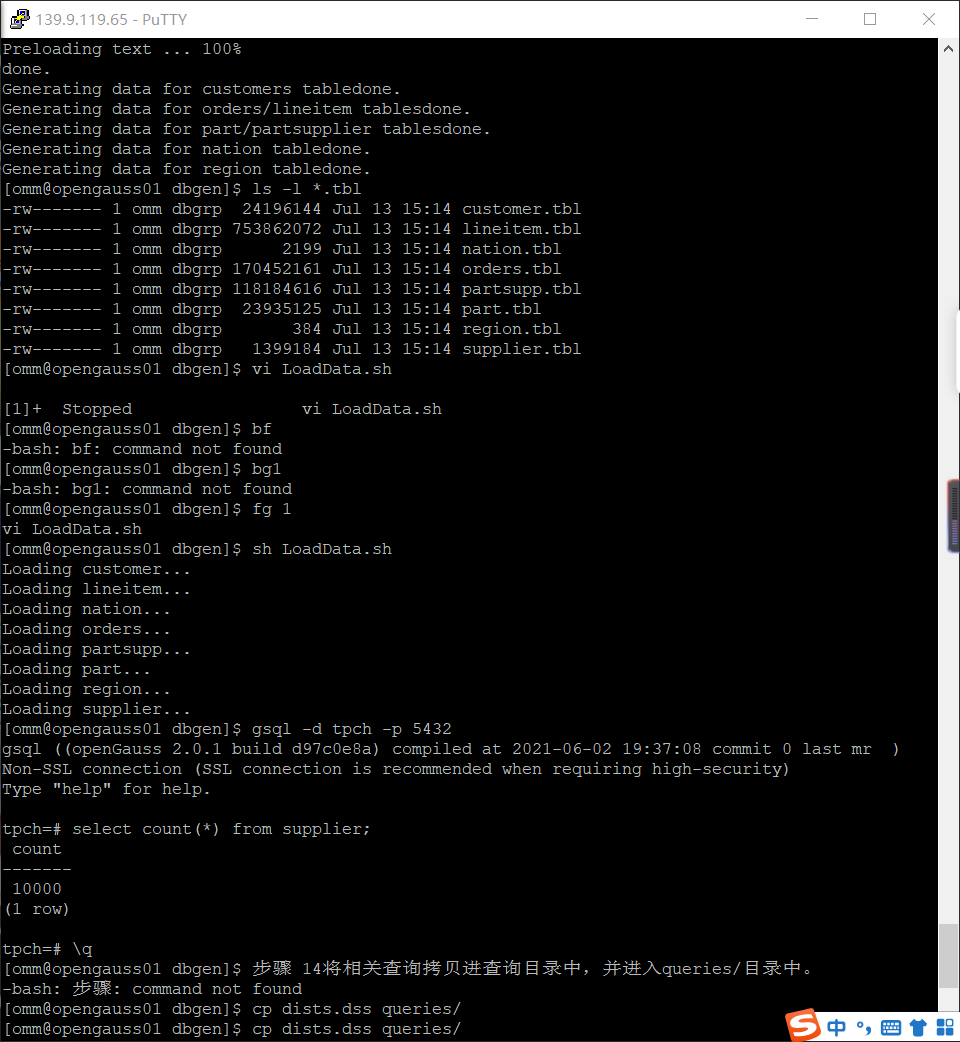 139.9.119.65 - PuTTY
Preloading text ... 100%
done.
Generating data for customers tabledone.
Generating data for orders/lineitem tablesdone.
Generating data for part/partsupplier tablesdone.
Generating data for nation tabledone.
Generating data for region tabledone.
[omm@opengauss01 dbgen]$ ls -l *.tbl
-rw------- 1 omm dbgrp  24196144 Jul 13 15:14 customer.tbl
-rw------- 1 omm dbgrp 753862072 Jul 13 15:14 lineitem.tbl
-rw------- 1 omm dbgrp      2199 Jul 13 15:14 nation.tbl
-rw------- 1 omm dbgrp 170452161 Jul 13 15:14 orders.tbl
-rw------- 1 omm dbgrp 118184616 Jul 13 15:14 partsupp.tbl
-rw------- 1 omm dbgrp  23935125 Jul 13 15:14 part.tbl
-rw------- 1 omm dbgrp       384 Jul 13 15:14 region.tbl
-rw------- 1 omm dbgrp   1399184 Jul 13 15:14 supplier.tbl
[omm@opengauss01 dbgen]$ vi LoadData.sh
[1]+  Stopped                 vi LoadData.sh
[omm@opengauss01 dbgen]$ bf
-bash: bf: command not found
[omm@opengauss01 dbgen]$ bg1
-bash: bg1: command not found
[omm@opengauss01 dbgen]$ fg 1
vi LoadData.sh
[omm@opengauss01 dbgen]$ sh LoadData.sh
Loading customer...
Loading lineitem...
Loading nation...
Loading orders...
Loading partsupp...
Loading part...
Loading region...
Loading supplier...
[omm@opengauss01 dbgen]$ gsql -d tpch -p 5432
gsql ((openGauss 2.0.1 build d97c0e8a) compiled at 2021-06-02 19:37:08 commit 0 last mr  )
Non-SSL connection (SSL connection is recommended when requiring high-security)
Type "help" for help.
tpch=# select count(*) from supplier;
 count
-------
 10000
(1 row)
tpch=# \q
[omm@opengauss01 dbgen]$ 步骤 14将相关查询拷贝进查询目录中，并进入queries/目录中。
-bash: 步骤: command not found
[omm@opengauss01 dbgen]$ cp dists.dss queries/
[omm@opengauss01 dbgen]$ cp dists.dss queries/
S 中